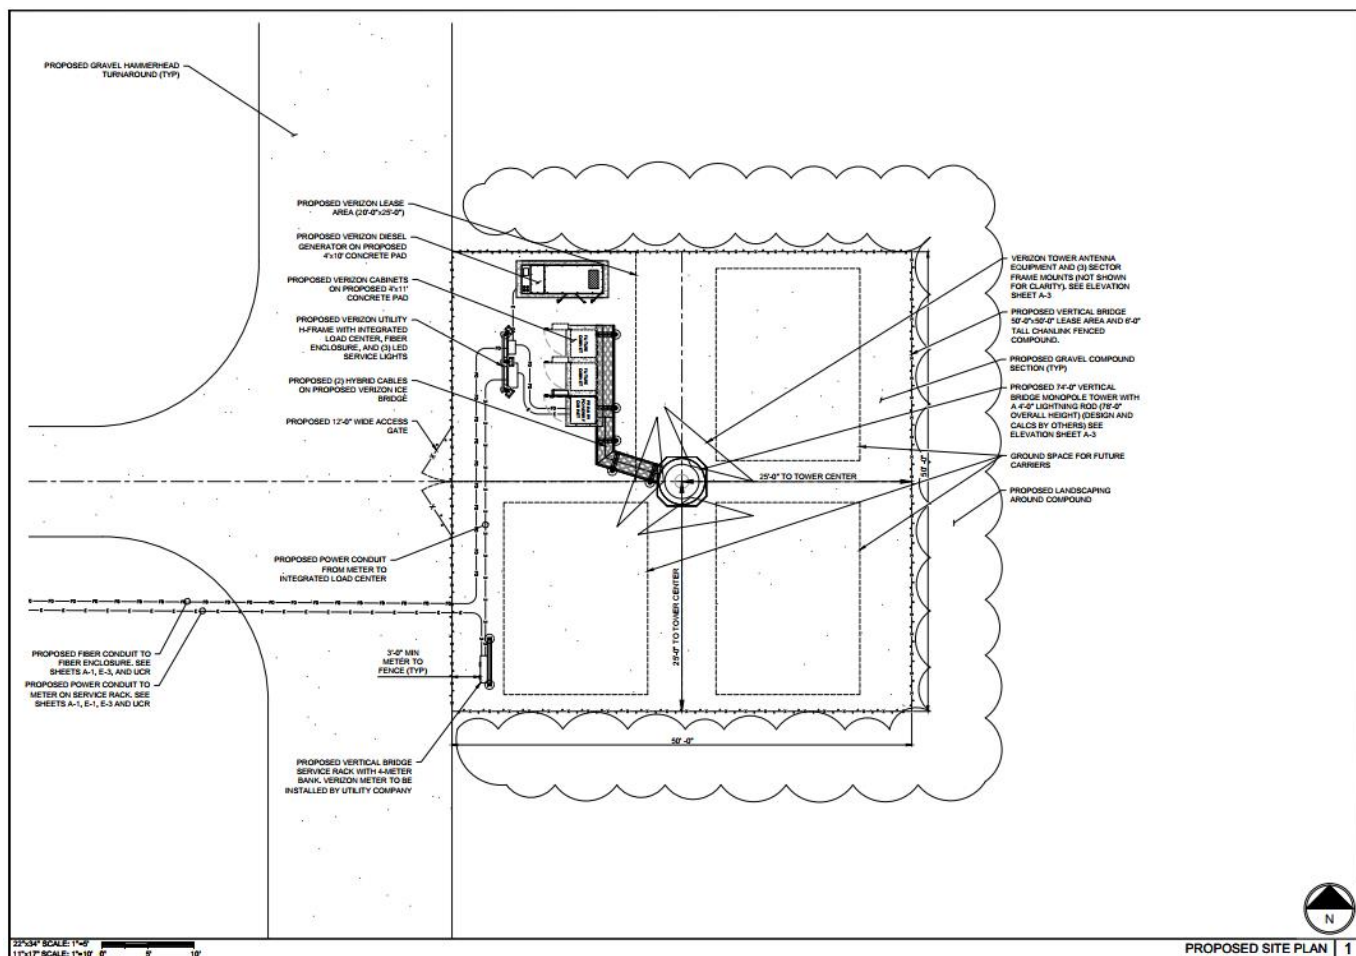 PROPOSED GRAVEL HAMMERHEAD
TURNAROUND (TYP)
PROPOSED VERIZON LEASE
AREA (20'-0"x25'-0")
PROPOSED VERIZON DIESEL
GENERATOR ON PROPOSED
4'x10' CONCRETE PAD
PROPOSED VERIZON CABINETS
ON PROPOSED 4'x11'
CONCRETE PAD
PROPOSED VERIZON UTILITY
H-FRAME WITH INTEGRATED
LOAD CENTER, FIBER
ENCLOSURE, AND (3) LED
SERVICE LIGHTS
PROPOSED (2) HYBRID CABLES
ON PROPOSED VERIZON ICE
BRIDGE
PROPOSED 12'-0" WIDE ACCESS
GATE
FUTURE
CABINET
FUTURE
CABINET
VERIZON TOWER ANTENNA
EQUIPMENT AND (3) SECTOR
FRAME MOUNTS (NOT SHOWN
FOR CLARITY). SEE ELEVATION
SHEET A-3
PROPOSED VERTICAL BRIDGE
50'-0"x50'-0" LEASE AREA AND 6'-0"
TALL CHANLINK FENCED
COMPOUND.
PROPOSED GRAVEL COMPOUND
SECTION (TYP)
PROPOSED 74'-0" VERTICAL
BRIDGE MONOPOLE TOWER WITH
A 4'-0" LIGHTNING ROD (78'-0"
OVERALL HEIGHT) (DESIGN AND
CALCS BY OTHERS) SEE
ELEVATION SHEET A-3
GROUND SPACE FOR FUTURE
CARRIERS
PROPOSED LANDSCAPING
AROUND COMPOUND
25'-0" TO TOWER CENTER
50'-0"
25'-0" TO TOWER CENTER
PROPOSED POWER CONDUIT
FROM METER TO
INTEGRATED LOAD CENTER
PROPOSED FIBER CONDUIT TO
FIBER ENCLOSURE. SEE
SHEETS A-1, E-3, AND UCR
PROPOSED POWER CONDUIT TO
METER ON SERVICE RACK. SEE
SHEETS A-1, E-1, E-3 AND UCR
3'-0" MIN
METER TO
FENCE (TYP)
50'-0"
PROPOSED VERTICAL BRIDGE
SERVICE RACK WITH 4-METER
BANK. VERIZON METER TO BE
INSTALLED BY UTILITY COMPANY
N
22"x34" SCALE: 1"=5'
11"x17" SCALE: 1"=10' 0' 5' 10'
PROPOSED SITE PLAN 1